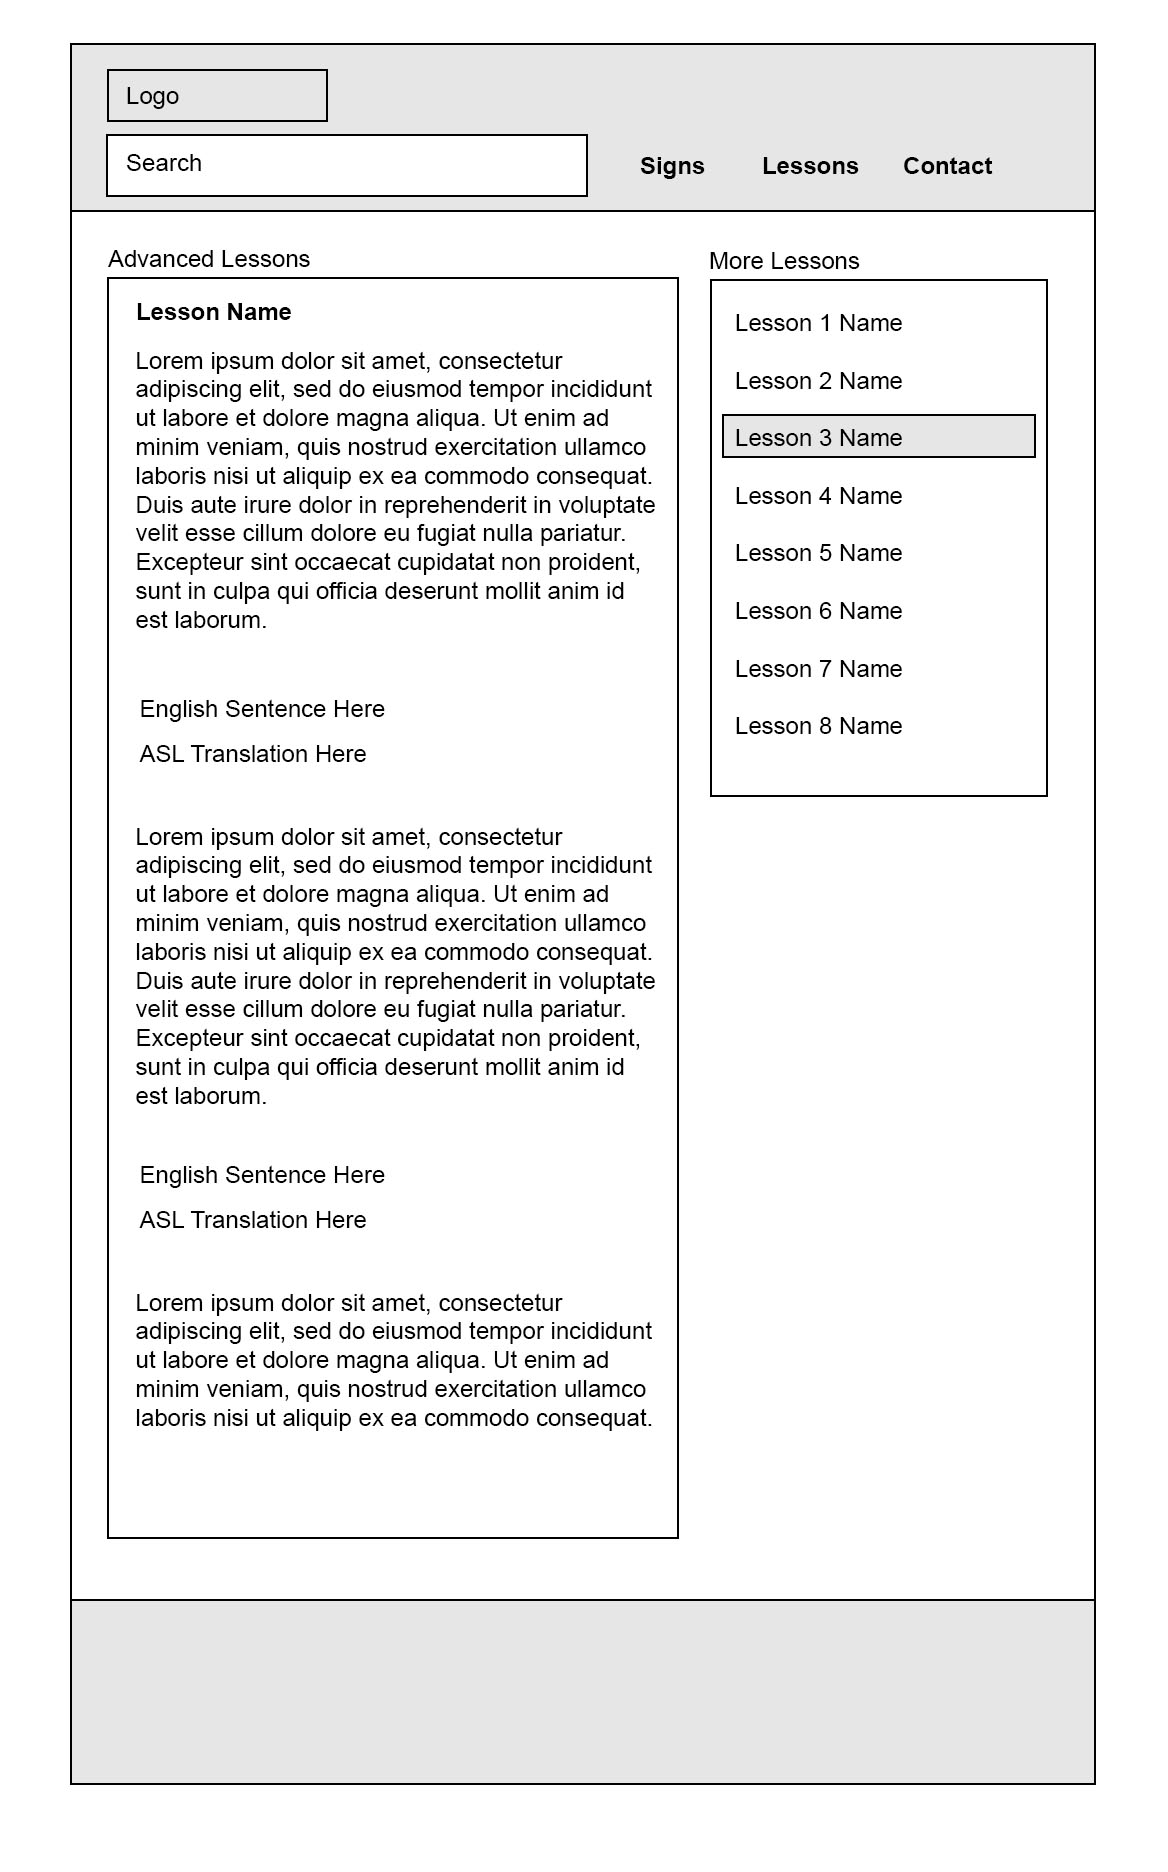 Logo
Search
Signs Lessons Contact
Advanced Lessons
Lesson Name
Lorem ipsum dolor sit amet, consectetur
adipiscing elit, sed do eiusmod tempor incididunt
ut labore et dolore magna aliqua. Ut enim ad
minim veniam, quis nostrud exercitation ullamco
laboris nisi ut aliquip ex ea commodo consequat.
Duis aute irure dolor in reprehenderit in voluptate
velit esse cillum dolore eu fugiat nulla pariatur.
Excepteur sint occaecat cupidatat non proident,
sunt in culpa qui officia deserunt mollit anim id
est laborum.
English Sentence Here
ASL Translation Here
Lorem ipsum dolor sit amet, consectetur
adipiscing elit, sed do eiusmod tempor incididunt
ut labore et dolore magna aliqua. Ut enim ad
minim veniam, quis nostrud exercitation ullamco
laboris nisi ut aliquip ex ea commodo consequat.
Duis aute irure dolor in reprehenderit in voluptate
velit esse cillum dolore eu fugiat nulla pariatur.
Excepteur sint occaecat cupidatat non proident,
sunt in culpa qui officia deserunt mollit anim id
est laborum.
English Sentence Here
ASL Translation Here
Lorem ipsum dolor sit amet, consectetur
adipiscing elit, sed do eiusmod tempor incididunt
ut labore et dolore magna aliqua. Ut enim ad
minim veniam, quis nostrud exercitation ullamco
laboris nisi ut aliquip ex ea commodo consequat.
More Lessons
Lesson 1 Name
Lesson 2 Name
Lesson 3 Name
Lesson 4 Name
Lesson 5 Name
Lesson 6 Name
Lesson 7 Name
Lesson 8 Name